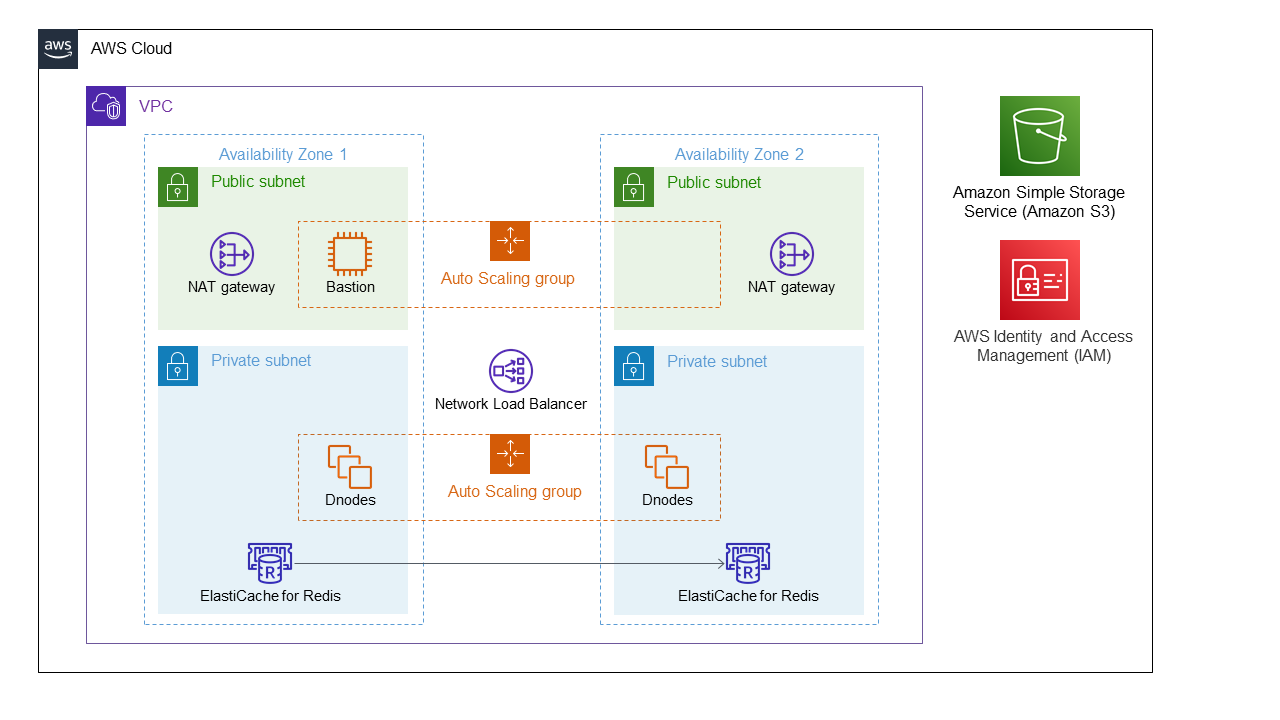 aws
AWS Cloud
VPC
Availability Zone 1
Availability Zone 2
Public subnet
Public subnet
NAT gateway
Bastion
Auto Scaling group
NAT gateway
Private subnet
Network Load Balancer
Private subnet
Dnodes
Auto Scaling group
Dnodes
R
ElastiCache for Redis
R
ElastiCache for Redis
Amazon Simple Storage
Service (Amazon S3)
AWS Identity and Access
Management (IAM)